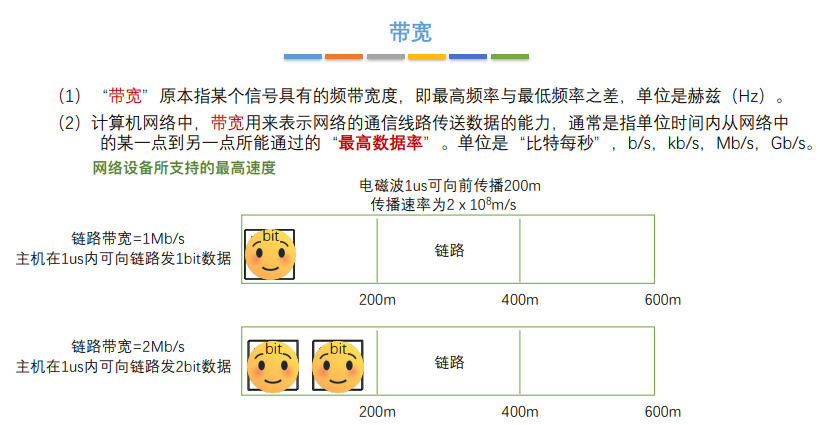 带宽
（1）“带宽”原本指某个信号具有的频带宽度，即最高频率与最低频率之差，单位是赫兹（Hz）。
（2）计算机网络中，带宽用来表示网络的通信线路传送数据的能力，通常是指单位时间内从网络中
的某一点到另一点所能通过的“最高数据率”。单位是“比特每秒”，b/s，kb/s，Mb/s，Gb/s。
网络设备所支持的最高速度
电磁波1us可向前传播200m
传播速率为2 x 10⁸m/s
链路带宽=1Mb/s
主机在1us内可向链路发1bit数据
bit
链路
200m
400m
600m
链路带宽=2Mb/s
主机在1us内可向链路发2bit数据
bit
bit
链路
200m
400m
600m